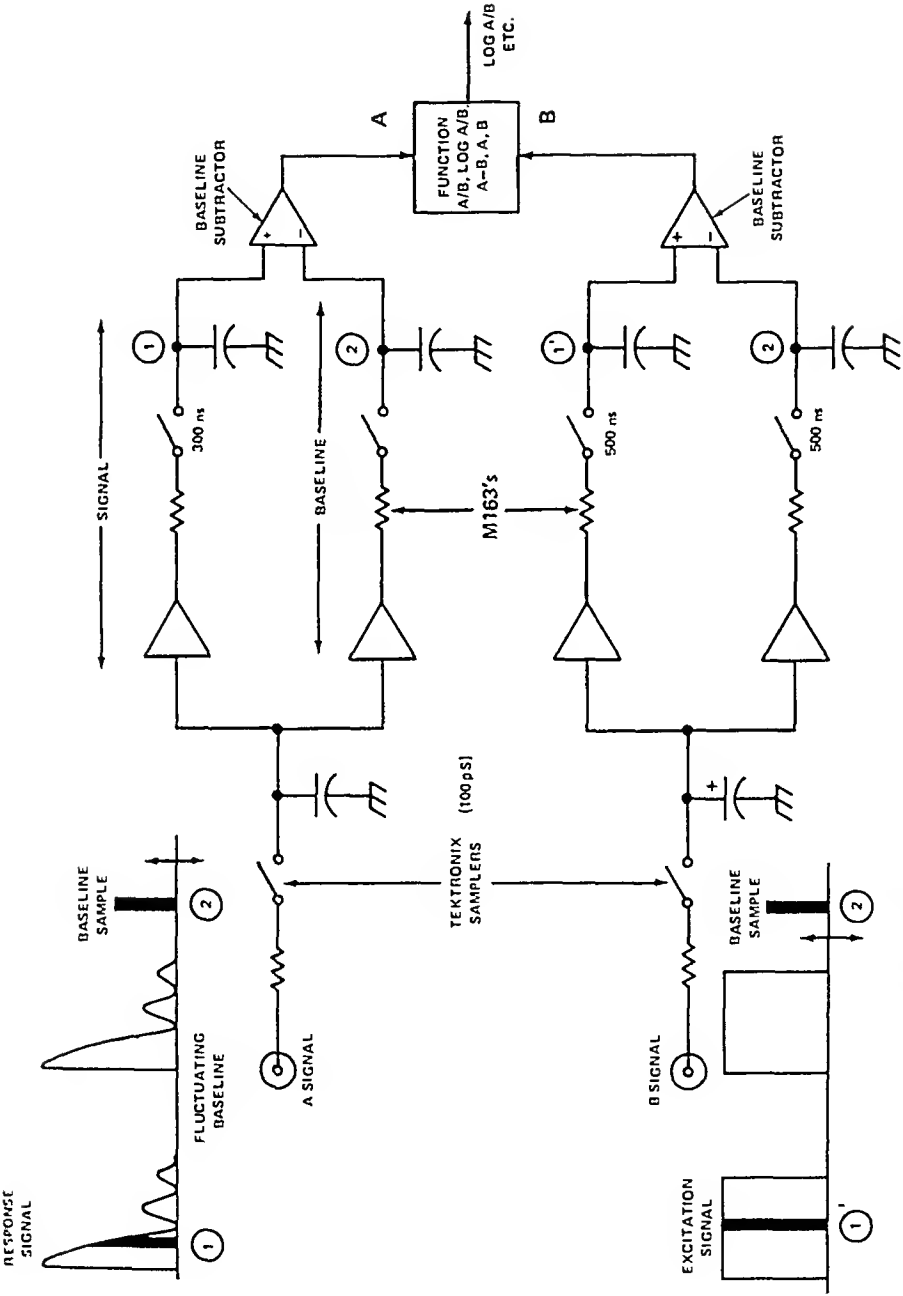 RESPONSE
SIGNAL
1
FLUCTUATING
BASELINE
BASELINE
SAMPLE
2
A SIGNAL
TEKTRONIX
SAMPLERS
(100 pS)
SIGNAL
300 ns
1
BASELINE
2
BASELINE
SUBTRACTOR
+
−
A
FUNCTION
A/B, LOG A/B,
A−B, A, B
LOG A/B
ETC.
B
M163's
EXCITATION
SIGNAL
1'
BASELINE
SAMPLE
2
B SIGNAL
+
500 ns
1'
500 ns
2
+
−
BASELINE
SUBTRACTOR